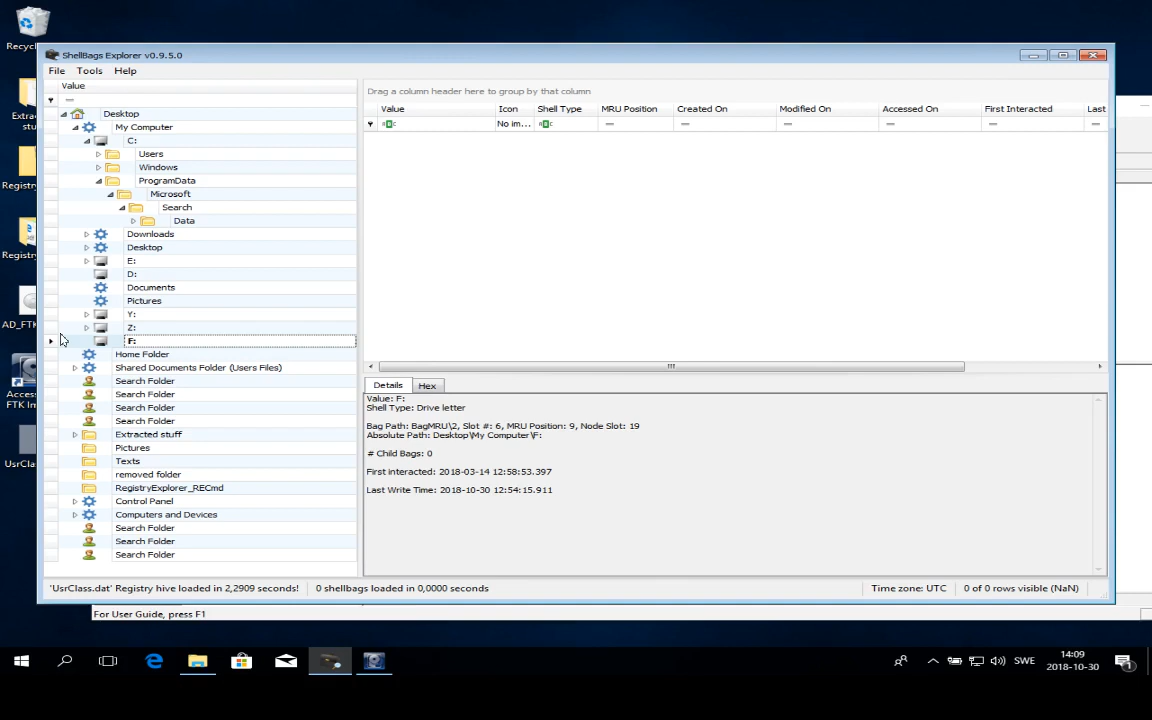 Recyc
ShellBags Explorer v0.9.5.0
File Tools Help
Value
Drag a column header here to group by that column
Value Icon Shell Type MRU Position Created On Modified On Accessed On First Interacted Last
No im...
Desktop
My Computer
C:
Users
Windows
ProgramData
Microsoft
Search
Data
Downloads
Desktop
E:
D:
Documents
Pictures
Y:
Z:
F:
Home Folder
Shared Documents Folder (Users Files)
Search Folder
Search Folder
Search Folder
Search Folder
Extracted stuff
Pictures
Texts
removed folder
RegistryExplorer_RECmd
Control Panel
Computers and Devices
Search Folder
Search Folder
Search Folder
Extrac
stu
Registry
Registry
AD_FTK
Access
FTK Im
UsrClas
Details Hex
Value: F:
Shell Type: Drive letter
Bag Path: BagMRU\2, Slot #: 6, MRU Position: 9, Node Slot: 19
Absolute Path: Desktop\My Computer\F:
# Child Bags: 0
First interacted: 2018-03-14 12:58:53.397
Last Write Time: 2018-10-30 12:54:15.911
'UsrClass.dat' Registry hive loaded in 2,2909 seconds! 0 shellbags loaded in 0,0000 seconds Time zone: UTC 0 of 0 rows visible (NaN)
For User Guide, press F1
SWE
14:09
2018-10-30
1